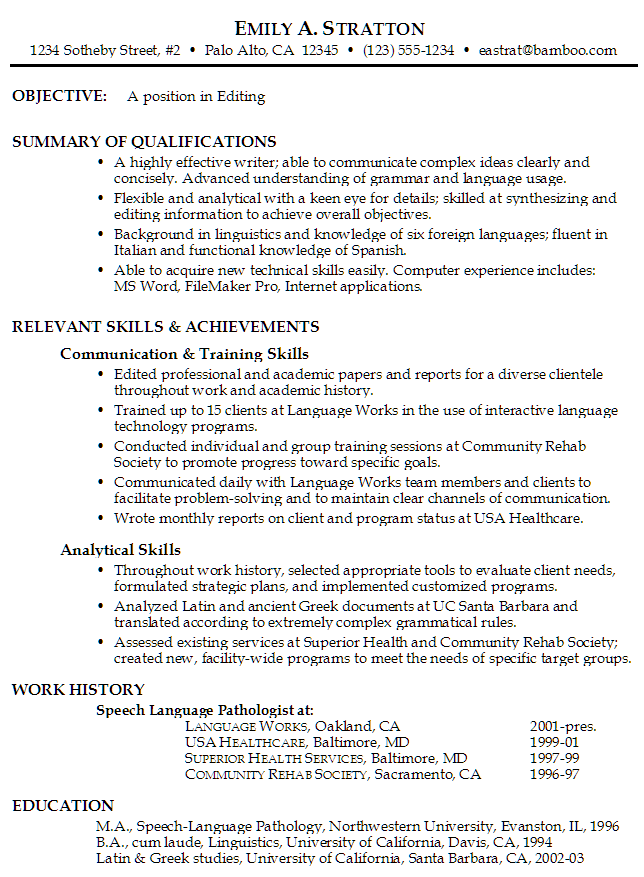 EMILY A. STRATTON
1234 Sotheby Street, #2 • Palo Alto, CA 12345 • (123) 555-1234 • eastrat@bamboo.com
OBJECTIVE: A position in Editing
SUMMARY OF QUALIFICATIONS
• A highly effective writer; able to communicate complex ideas clearly and
concisely. Advanced understanding of grammar and language usage.
• Flexible and analytical with a keen eye for details; skilled at synthesizing and
editing information to achieve overall objectives.
• Background in linguistics and knowledge of six foreign languages; fluent in
Italian and functional knowledge of Spanish.
• Able to acquire new technical skills easily. Computer experience includes:
MS Word, FileMaker Pro, Internet applications.
RELEVANT SKILLS & ACHIEVEMENTS
Communication & Training Skills
• Edited professional and academic papers and reports for a diverse clientele
throughout work and academic history.
• Trained up to 15 clients at Language Works in the use of interactive language
technology programs.
• Conducted individual and group training sessions at Community Rehab
Society to promote progress toward specific goals.
• Communicated daily with Language Works team members and clients to
facilitate problem-solving and to maintain clear channels of communication.
• Wrote monthly reports on client and program status at USA Healthcare.
Analytical Skills
• Throughout work history, selected appropriate tools to evaluate client needs,
formulated strategic plans, and implemented customized programs.
• Analyzed Latin and ancient Greek documents at UC Santa Barbara and
translated according to extremely complex grammatical rules.
• Assessed existing services at Superior Health and Community Rehab Society;
created new, facility-wide programs to meet the needs of specific target groups.
WORK HISTORY
Speech Language Pathologist at:
LANGUAGE WORKS, Oakland, CA 2001-pres.
USA HEALTHCARE, Baltimore, MD 1999-01
SUPERIOR HEALTH SERVICES, Baltimore, MD 1997-99
COMMUNITY REHAB SOCIETY, Sacramento, CA 1996-97
EDUCATION
M.A., Speech-Language Pathology, Northwestern University, Evanston, IL, 1996
B.A., cum laude, Linguistics, University of California, Davis, CA, 1994
Latin & Greek studies, University of California, Santa Barbara, CA, 2002-03